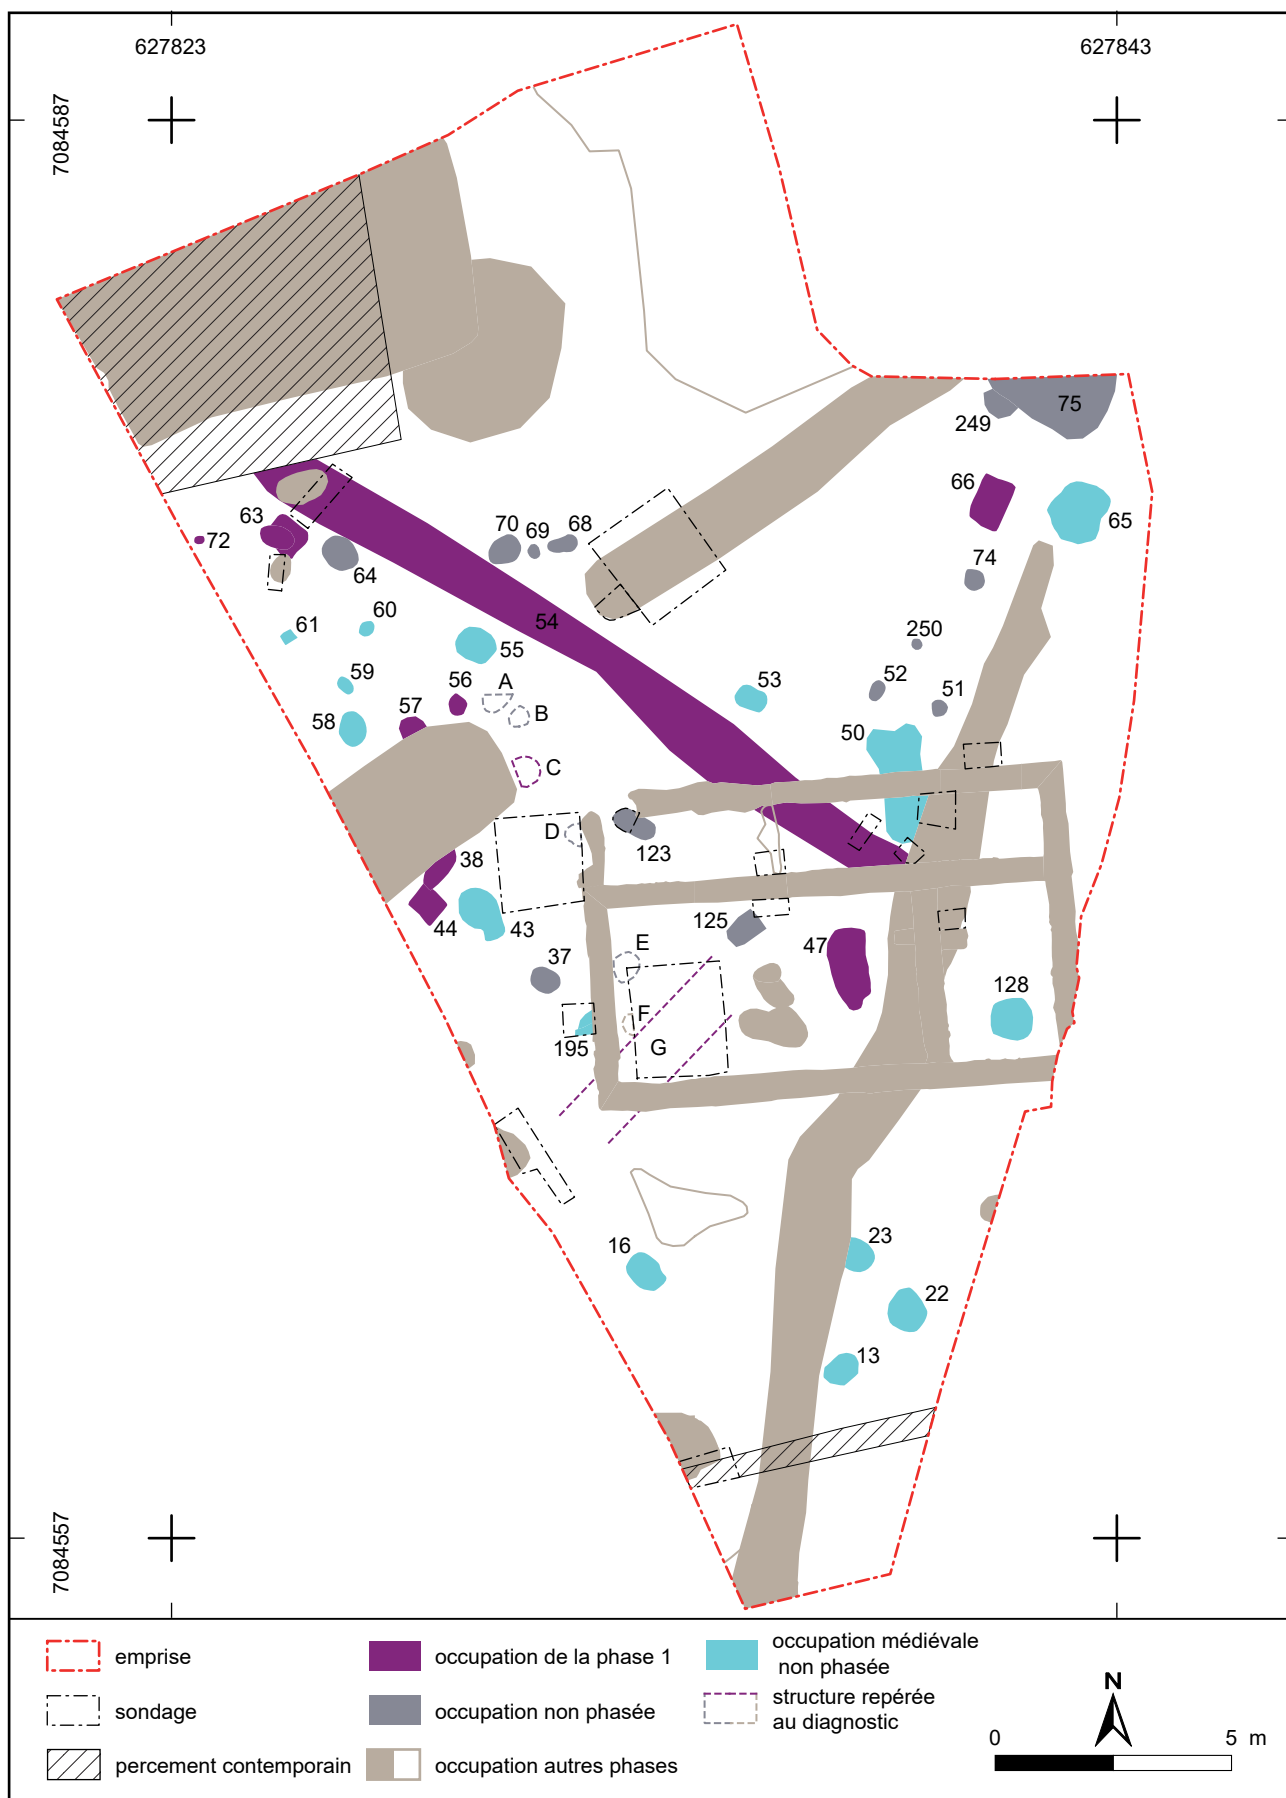 627823
627843
7084587
75
249
66
65
63
72
70
69
68
64
74
54
61
60
55
250
59
56
A
53
52
51
58
57
B
50
C
D
123
38
44
43
125
47
37
E
128
F
195
G
16
23
22
13
7084557
emprise
occupation de la phase 1
occupation médiévale
non phasée
sondage
occupation non phasée
structure repérée
au diagnostic
percement contemporain
occupation autres phases
N
0 5 m